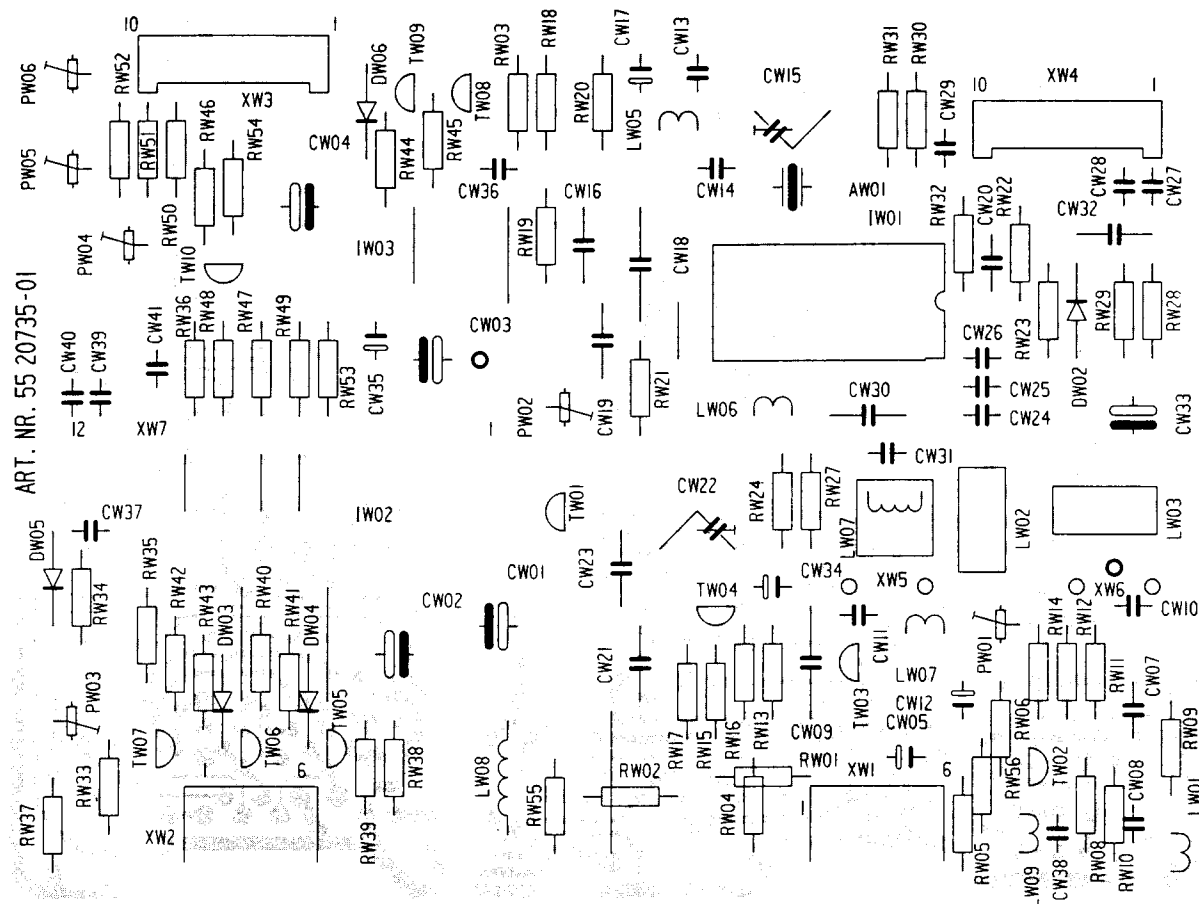 10
1
PW06
RW52
XW3
DW06
TW09
RW03
RW18
CW17
CW13
CW15
RW31
RW30
XW4
10
1
CW29
PW05
RW51
RW46
RW54
CW04
RW44
RW45
TW08
RW20
LW05
CW36
CW16
CW14
AW01
IW01
RW32
CW20
RW22
CW28
CW27
CW32
PW04
RW50
TW10
IW03
RW19
CW18
ART. NR. 55 20735-01
CW40
CW39
CW41
RW36
RW48
RW47
RW49
RW53
CW35
CW03
RW21
CW26
CW25
CW24
RW23
DW02
RW29
RW28
12
XW7
1
PW02
CW19
LW06
CW30
CW33
CW31
DW05
CW37
IW02
TW01
CW22
RW24
RW27
LW07
LW02
LW03
RW34
RW35
RW42
RW43
DW03
RW40
RW41
DW04
CW02
CW01
CW23
TW04
CW34
XW5
XW6
CW10
CW11
CW21
LW07
PW01
RW14
RW12
RW11
CW07
PW03
TW07
TW06
TW05
RW17
RW15
RW16
RW13
CW09
TW03
CW12
CW05
RW06
RW09
RW37
RW33
1
6
XW2
RW39
RW38
LW08
RW55
RW02
RW01
RW04
1
XW1
6
RW05
RW56
TW02
W09
CW38
RW08
RW10
CW08
LW01